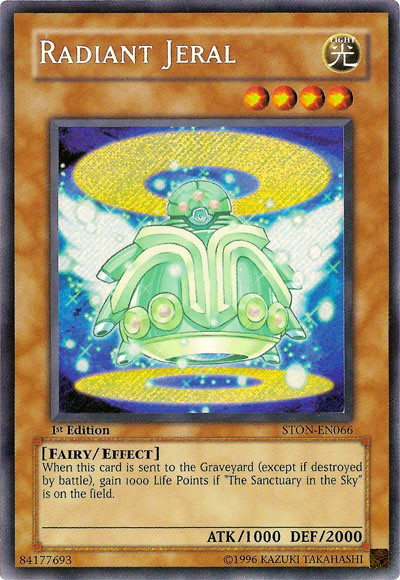 RADIANT JERAL
LIGHT
光
1st Edition
STON-EN066
[FAIRY/EFFECT]
When this card is sent to the Graveyard (except if destroyed
by battle), gain 1000 Life Points if "The Sanctuary in the Sky"
is on the field.
ATK/1000 DEF/2000
84177693
©1996 KAZUKI TAKAHASHI